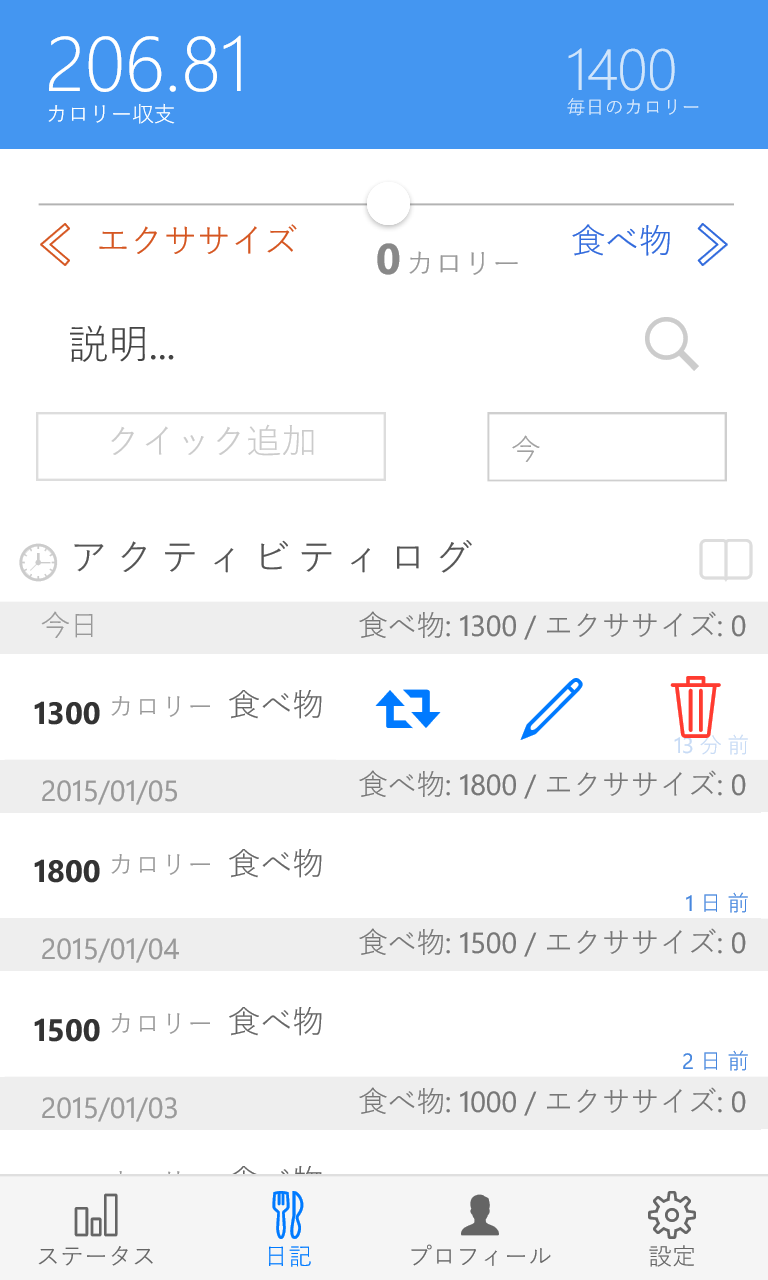 206.81
カロリー収支
1400
毎日のカロリー
エクササイズ
0 カロリー
食べ物
説明...
クイック追加
今
アクティビティログ
今日 食べ物: 1300 / エクササイズ: 0
1300 カロリー 食べ物
13 分 前
2015/01/05 食べ物: 1800 / エクササイズ: 0
1800 カロリー 食べ物
1 日 前
2015/01/04 食べ物: 1500 / エクササイズ: 0
1500 カロリー 食べ物
2 日 前
2015/01/03 食べ物: 1000 / エクササイズ: 0
食べ物
ステータス 日記 プロフィール 設定